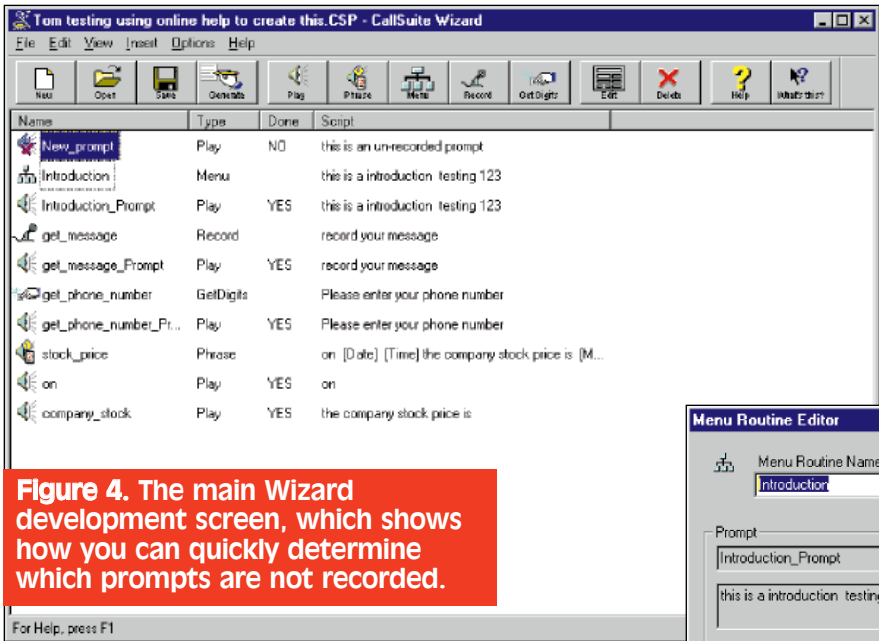 Tom testing using online help to create this.CSP - CallSuite Wizard
File Edit View Insert Options Help
New Open Save Generate Play Phrase Menu Record GetDigits Edit Delete Help What's this?
Name Type Done Script
New_prompt Play NO this is an un-recorded prompt
Introduction Menu this is a introduction testing 123
Introduction_Prompt Play YES this is a introduction testing 123
get_message Record record your message
get_message_Prompt Play YES record your message
get_phone_number GetDigits Please enter your phone number
get_phone_number_Pr... Play YES Please enter your phone number
stock_price Phrase on [Date] [Time] the company stock price is [M...
on Play YES on
company_stock Play YES the company stock price is
Menu Routine Editor
Menu Routine Name
Introduction
Prompt
Introduction_Prompt
this is a introduction testing
Figure 4. The main Wizard
development screen, which shows
how you can quickly determine
which prompts are not recorded.
For Help, press F1